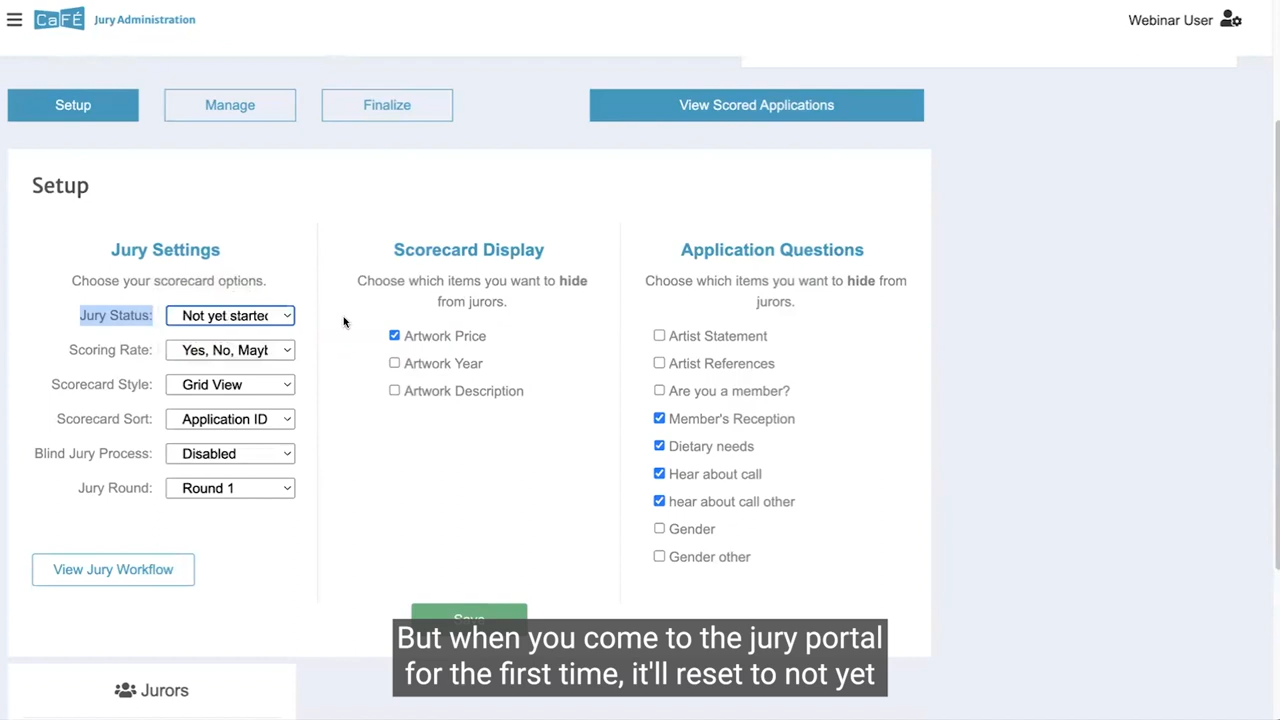 CaFÉ Jury Administration
Webinar User
Setup
Manage
Finalize
View Scored Applications
Setup
Jury Settings
Choose your scorecard options.
Jury Status: Not yet startec
Scoring Rate: Yes, No, Mayt
Scorecard Style: Grid View
Scorecard Sort: Application ID
Blind Jury Process: Disabled
Jury Round: Round 1
View Jury Workflow
Scorecard Display
Choose which items you want to hide
from jurors.
Artwork Price
Artwork Year
Artwork Description
Application Questions
Choose which items you want to hide from
jurors.
Artist Statement
Artist References
Are you a member?
Member's Reception
Dietary needs
Hear about call
hear about call other
Gender
Gender other
Save
But when you come to the jury portal
for the first time, it'll reset to not yet
Jurors